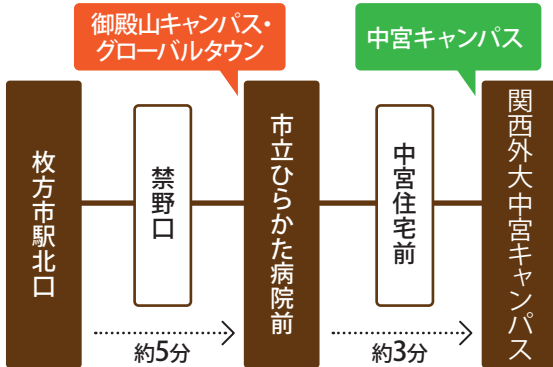 御殿山キャンパス・
グローバルタウン
中宮キャンパス
枚方市駅北口
禁野口
市立ひらかた病院前
中宮住宅前
関西外大中宮キャンパス
約5分
約3分